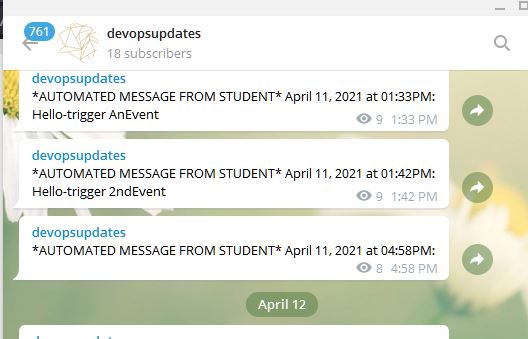 761
devopsupdates
18 subscribers
devopsupdates
*AUTOMATED MESSAGE FROM STUDENT* April 11, 2021 at 01:33PM:
Hello-trigger AnEvent
9 1:33 PM
devopsupdates
*AUTOMATED MESSAGE FROM STUDENT* April 11, 2021 at 01:42PM:
Hello-trigger 2ndEvent
9 1:42 PM
devopsupdates
*AUTOMATED MESSAGE FROM STUDENT* April 11, 2021 at 04:58PM:
8 4:58 PM
April 12